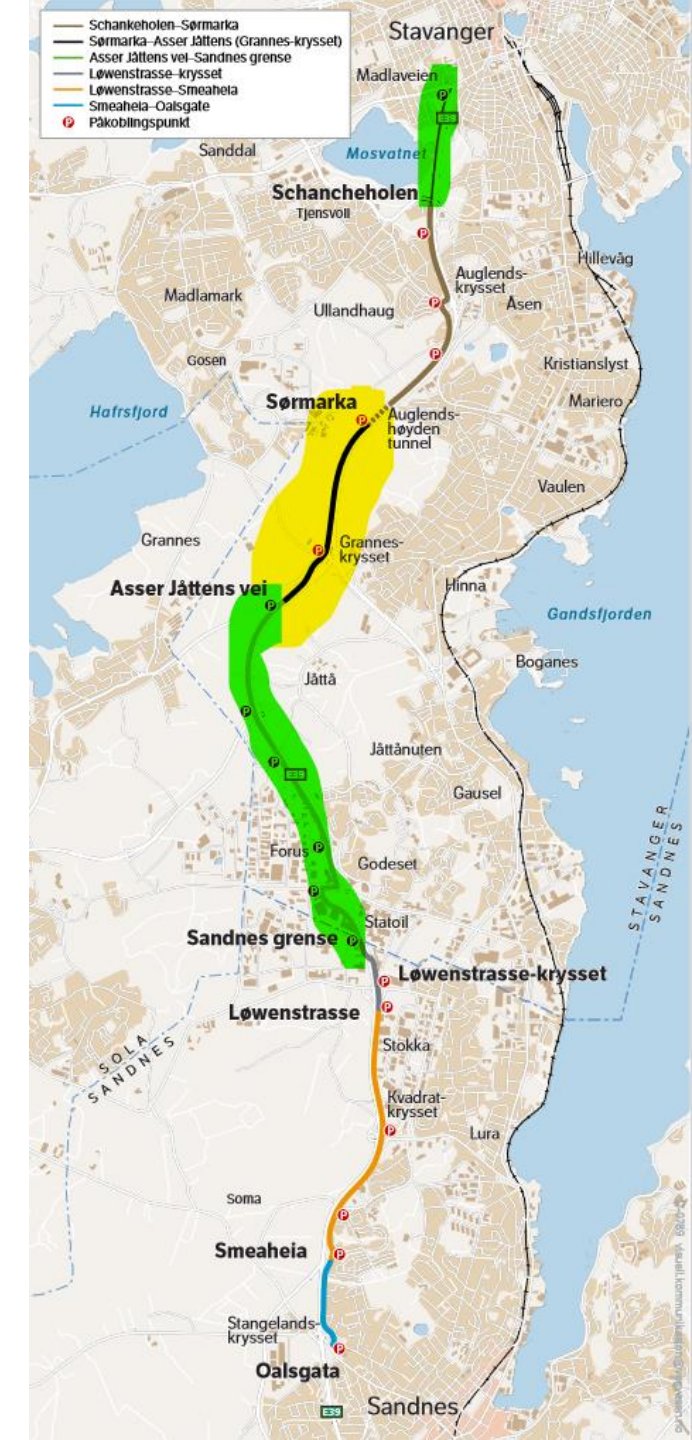 Schankeholen–Sørmarka
Sørmarka–Asser Jåttens (Grannes-krysset)
Asser Jåttens vei–Sandnes grense
Løwenstrasse–krysset
Løwenstrasse–Smeaheia
Smeaheia–Oalsgate
P Påkoblingspunkt
Stavanger
Madlaveien
E39
Sanddal
Mosvatnet
Schancheholen
Tjensvoll
Hillevåg
Auglends-
krysset
Åsen
Madlamark
Ullandhaug
Gosen
Kristianslyst
Sørmarka
Mariero
Hafrsfjord
Auglends-
høyden
tunnel
Vaulen
Grannes
Grannes-
krysset
Asser Jåttens vei
Hinna
Gandsfjorden
Boganes
Jåttå
Jåttånuten
E39
Gausel
STAVANGER
SANDNES
Forus
Godeset
Statoil
Sandnes grense
Løwenstrasse-krysset
Løwenstrasse
SOLA
SANDNES
Stokka
Kvadrat-
krysset
Lura
Soma
Smeaheia
Stangelands-
krysset
Oalsgata
E39
Sandnes